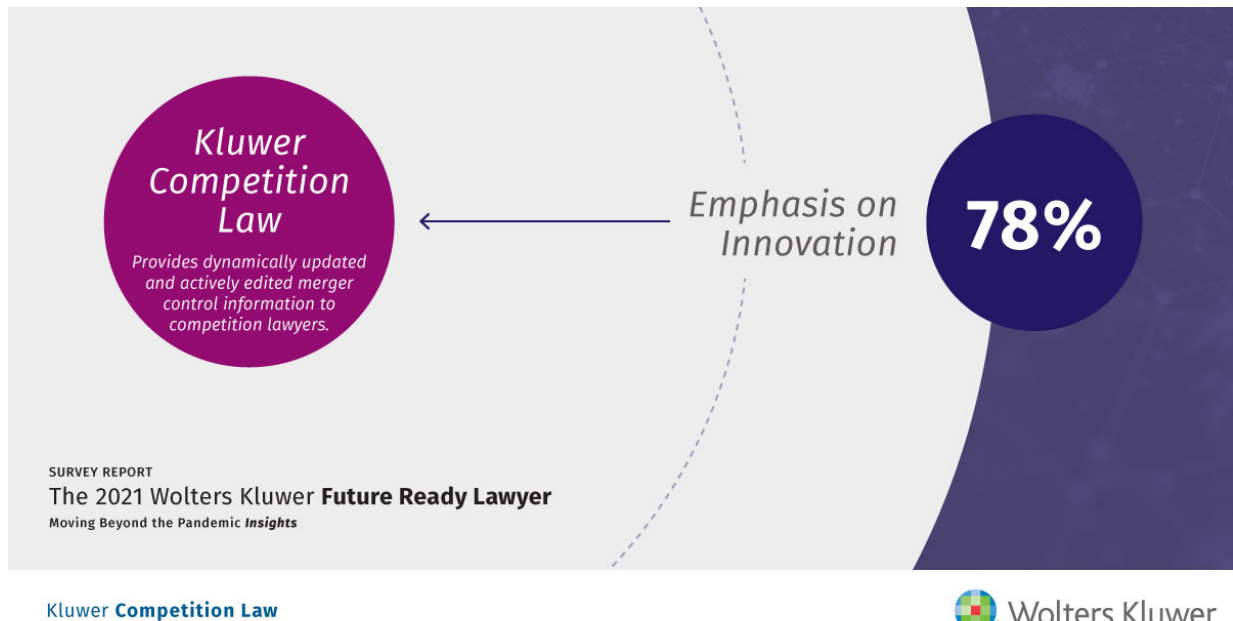 Kluwer
Competition
Law
Provides dynamically updated
and actively edited merger
control information to
competition lawyers.
Emphasis on
Innovation
78%
SURVEY REPORT
The 2021 Wolters Kluwer Future Ready Lawyer
Moving Beyond the Pandemic Insights
Kluwer Competition Law
Wolters Kluwer